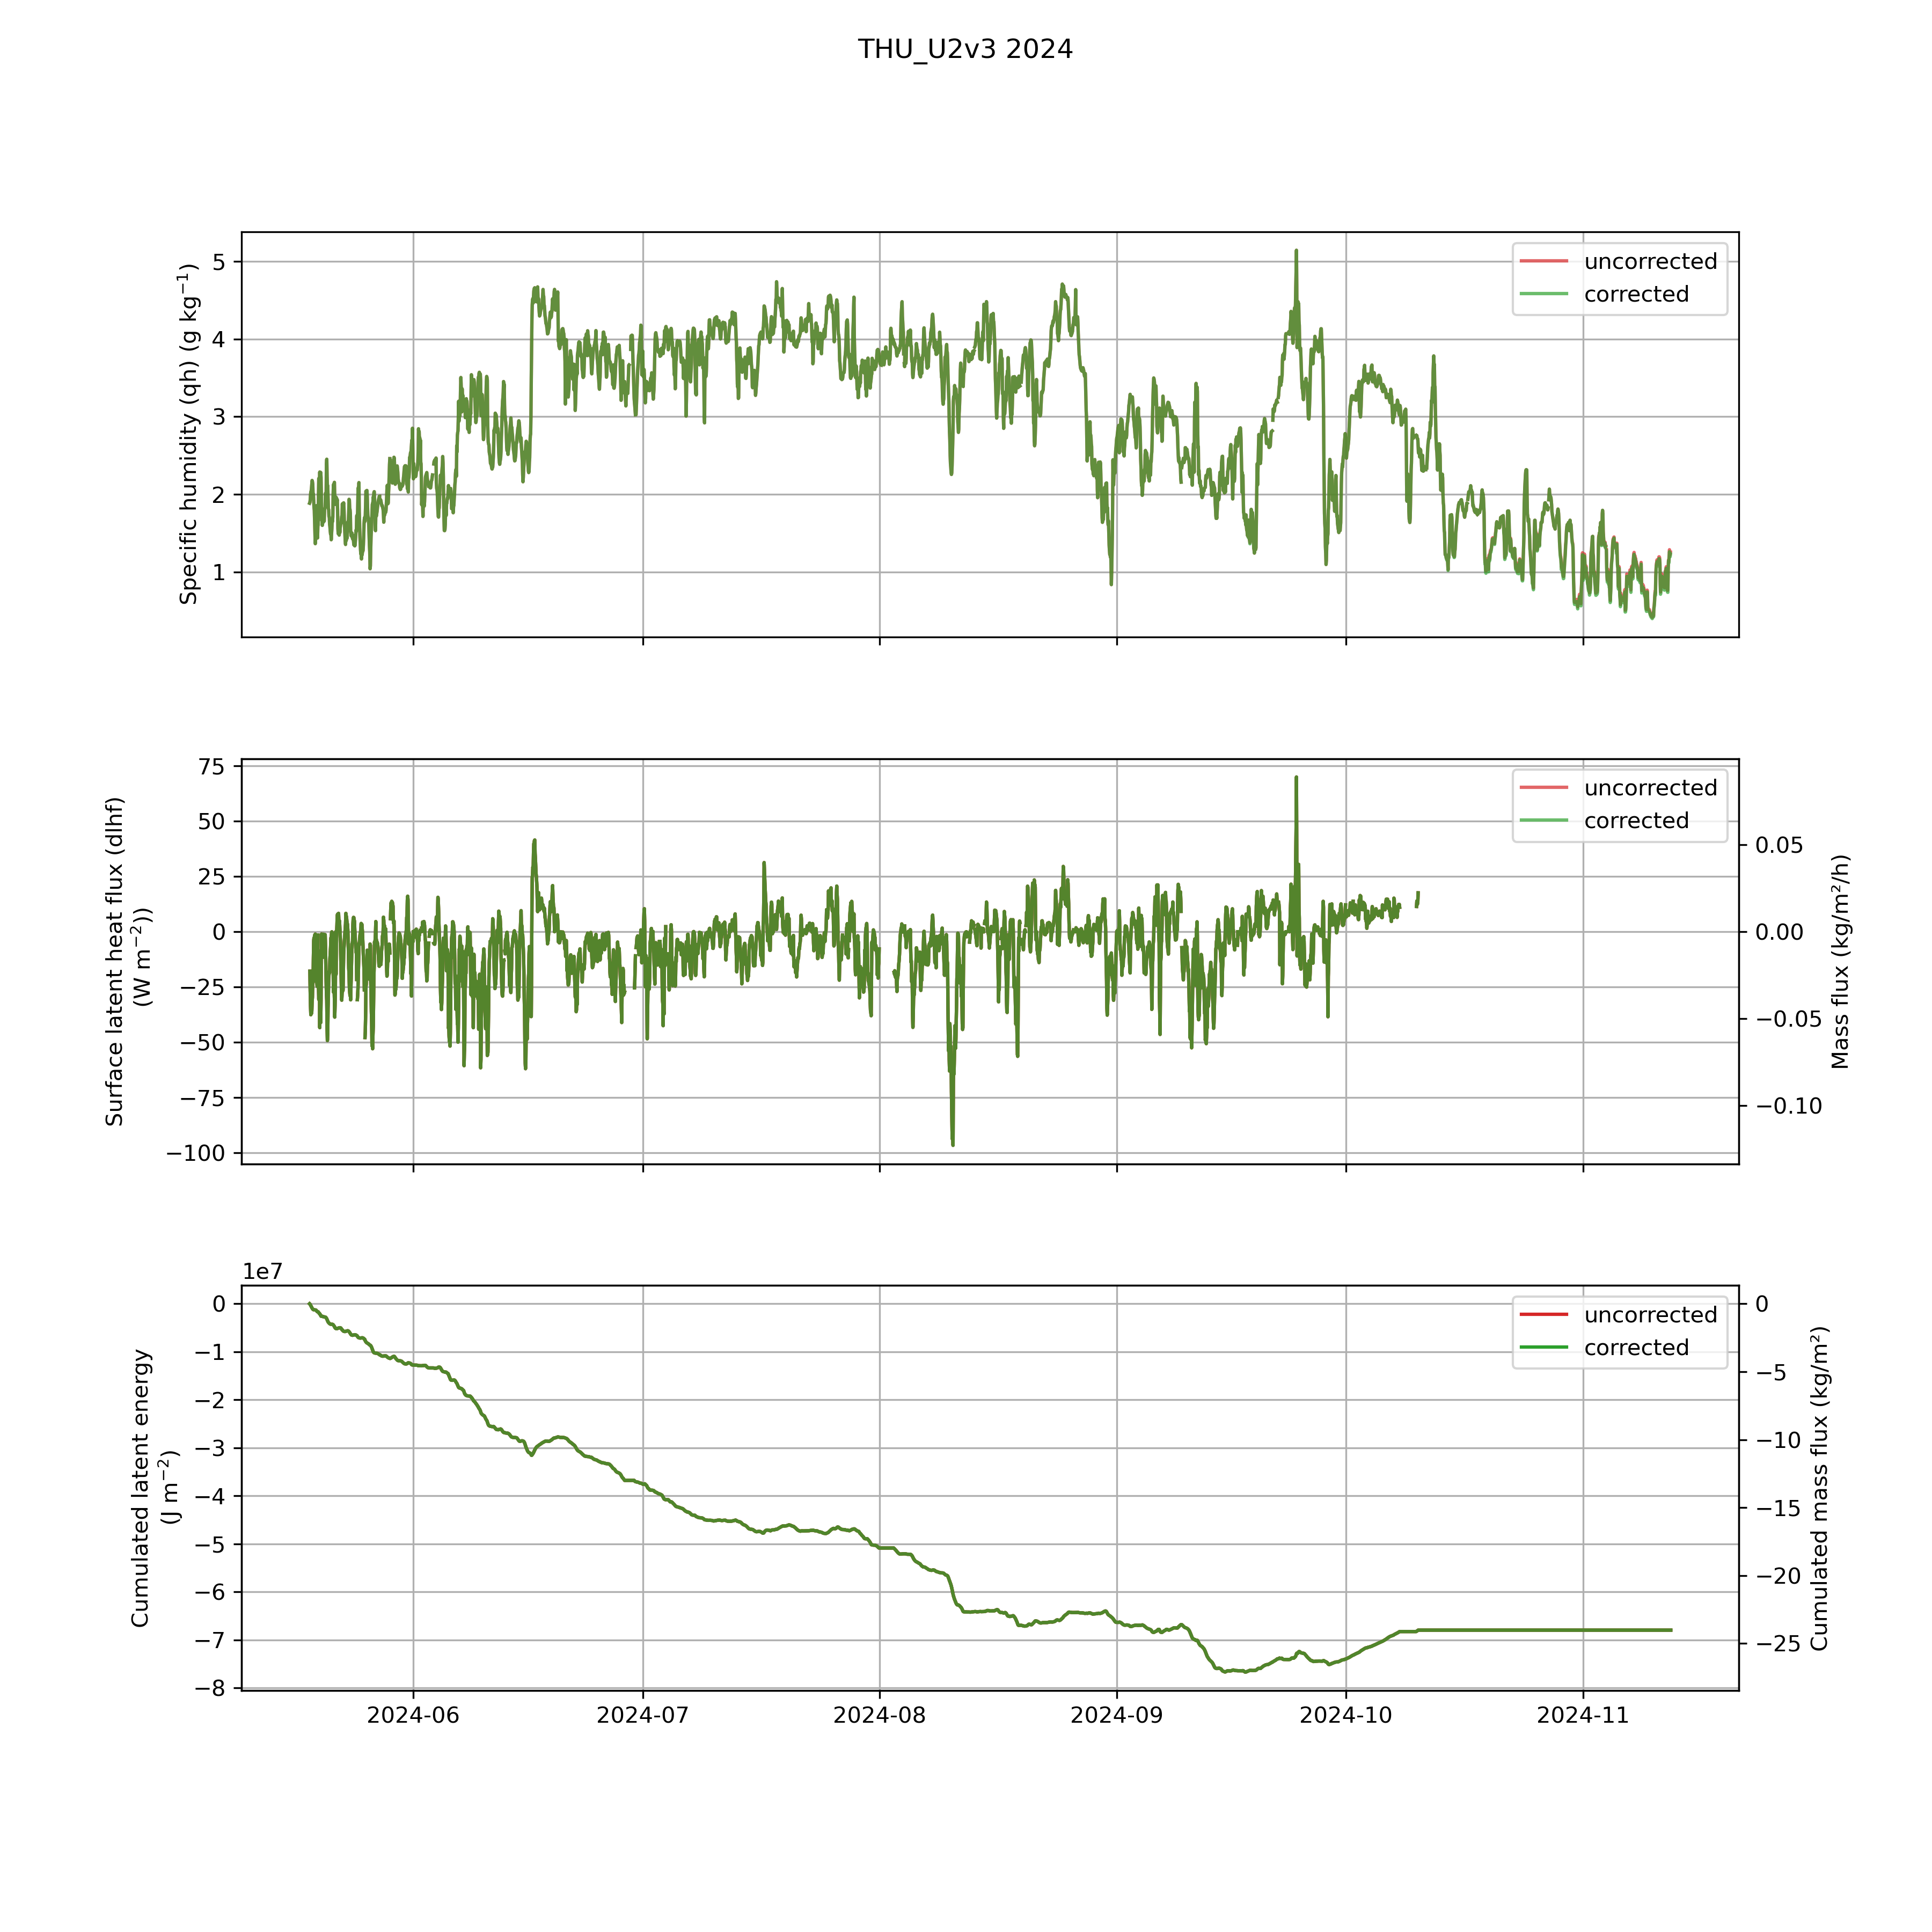 THU_U2v3 2024
Specific humidity (qh) (g kg⁻¹)
5
4
3
2
1
uncorrected
corrected
Surface latent heat flux (dlhf)
(W m⁻²))
75
50
25
0
−25
−50
−75
−100
uncorrected
corrected
0.05
0.00
−0.05
−0.10
Mass flux (kg/m²/h)
1e7
Cumulated latent energy
(J m⁻²)
0
−1
−2
−3
−4
−5
−6
−7
−8
uncorrected
corrected
0
−5
−10
−15
−20
−25
Cumulated mass flux (kg/m²)
2024-06 2024-07 2024-08 2024-09 2024-10 2024-11